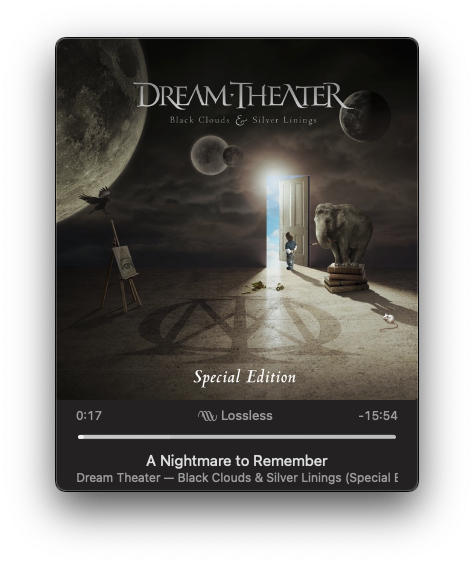 DREAM·THEATER
Black Clouds & Silver Linings
Special Edition
0:17 Lossless -15:54
A Nightmare to Remember
Dream Theater — Black Clouds & Silver Linings (Special E